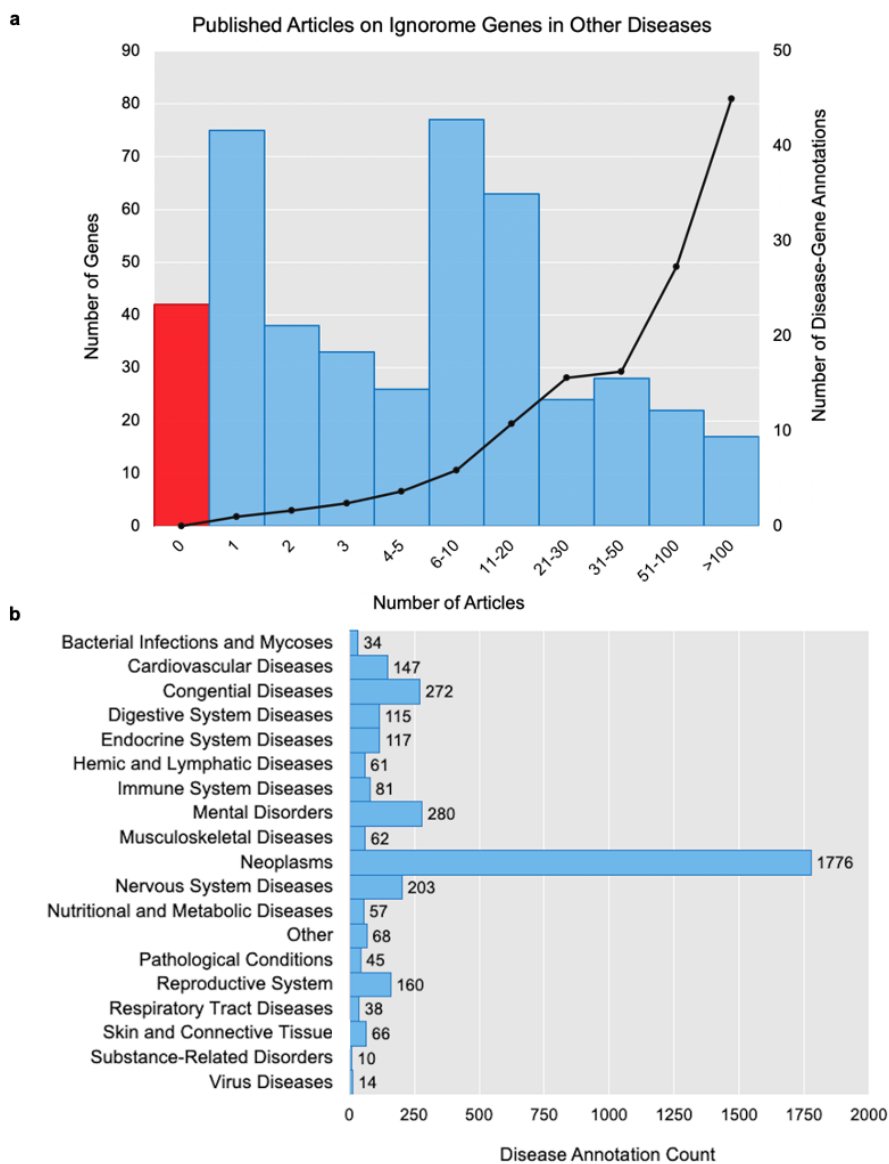 a
Published Articles on Ignorome Genes in Other Diseases
90
80
70
60
50
40
30
20
10
0
Number of Genes
50
40
30
20
10
0
Number of Disease-Gene Annotations
0
1
2
3
4-5
6-10
11-20
21-30
31-50
51-100
>100
Number of Articles
b
Bacterial Infections and Mycoses 34
Cardiovascular Diseases 147
Congential Diseases 272
Digestive System Diseases 115
Endocrine System Diseases 117
Hemic and Lymphatic Diseases 61
Immune System Diseases 81
Mental Disorders 280
Musculoskeletal Diseases 62
Neoplasms 1776
Nervous System Diseases 203
Nutritional and Metabolic Diseases 57
Other 68
Pathological Conditions 45
Reproductive System 160
Respiratory Tract Diseases 38
Skin and Connective Tissue 66
Substance-Related Disorders 10
Virus Diseases 14
0 250 500 750 1000 1250 1500 1750 2000
Disease Annotation Count